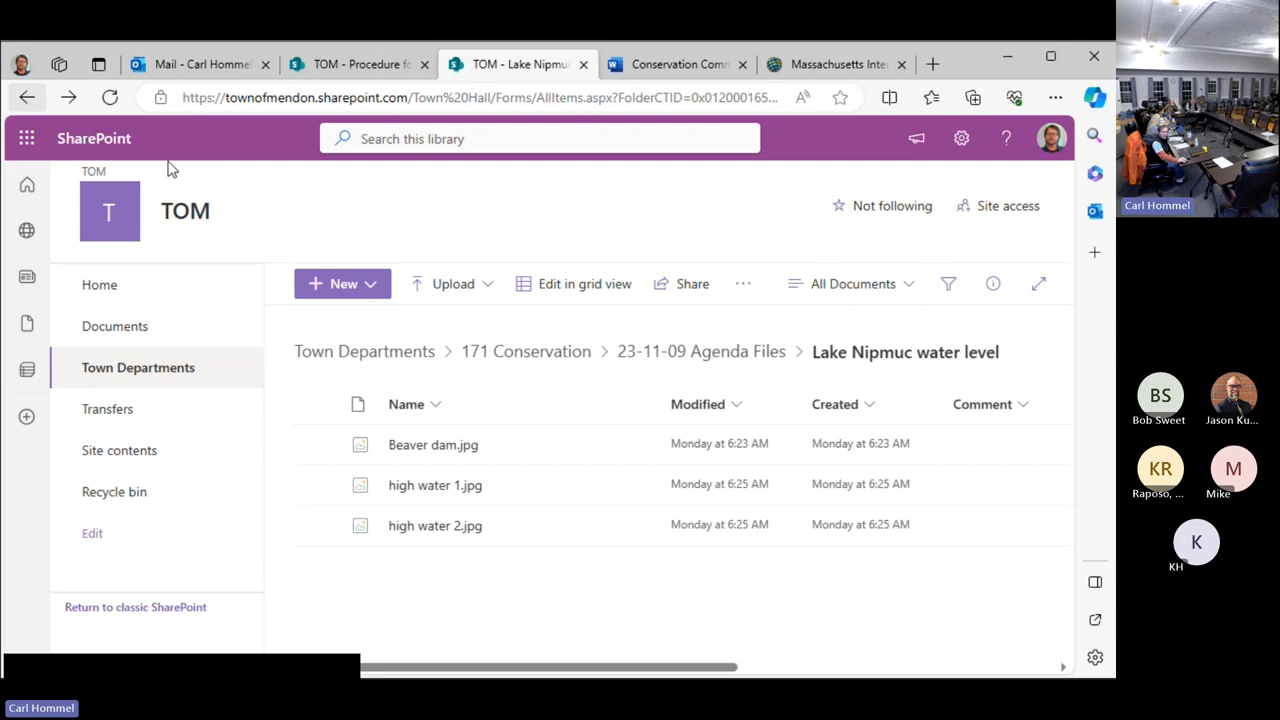 Mail - Carl Hommel
TOM - Procedure fo
TOM - Lake Nipmuc
Conservation Comm
Massachusetts Inte
https://townofmendon.sharepoint.com/Town%20Hall/Forms/AllItems.aspx?FolderCTID=0x012000165...
SharePoint
Search this library
TOM
T
TOM
Not following
Site access
Home
Documents
Town Departments
Transfers
Site contents
Recycle bin
Edit
Return to classic SharePoint
New
Upload
Edit in grid view
Share
All Documents
Town Departments > 171 Conservation > 23-11-09 Agenda Files > Lake Nipmuc water level
Name Modified Created Comment
Beaver dam.jpg Monday at 6:23 AM Monday at 6:23 AM
high water 1.jpg Monday at 6:25 AM Monday at 6:25 AM
high water 2.jpg Monday at 6:25 AM Monday at 6:25 AM
Carl Hommel
BS
Bob Sweet
Jason Ku...
KR
Raposo, ...
M
Mike
K
KH
Carl Hommel